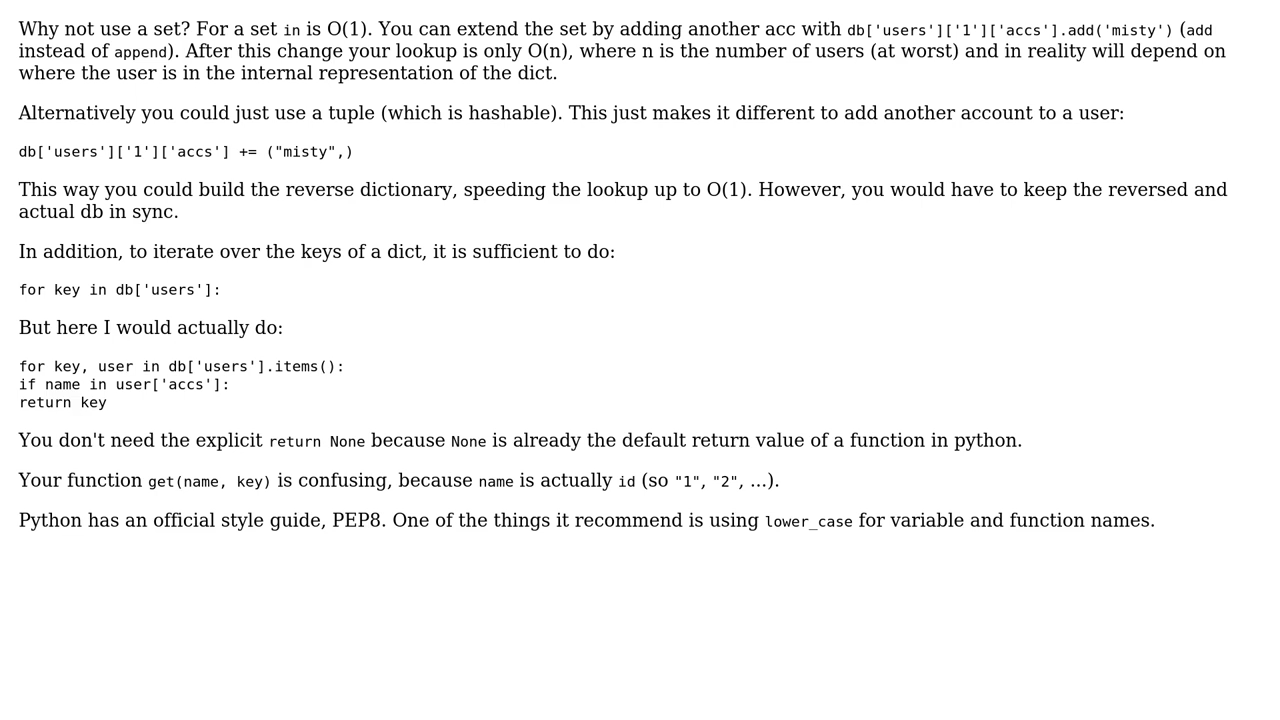 Why not use a set? For a set in is O(1). You can extend the set by adding another acc with db['users']['1']['accs'].add('misty') (add
instead of append). After this change your lookup is only O(n), where n is the number of users (at worst) and in reality will depend on
where the user is in the internal representation of the dict.
Alternatively you could just use a tuple (which is hashable). This just makes it different to add another account to a user:
db['users']['1']['accs'] += ("misty",)
This way you could build the reverse dictionary, speeding the lookup up to O(1). However, you would have to keep the reversed and
actual db in sync.
In addition, to iterate over the keys of a dict, it is sufficient to do:
for key in db['users']:
But here I would actually do:
for key, user in db['users'].items():
if name in user['accs']:
return key
You don't need the explicit return None because None is already the default return value of a function in python.
Your function get(name, key) is confusing, because name is actually id (so "1", "2", ...).
Python has an official style guide, PEP8. One of the things it recommend is using lower_case for variable and function names.